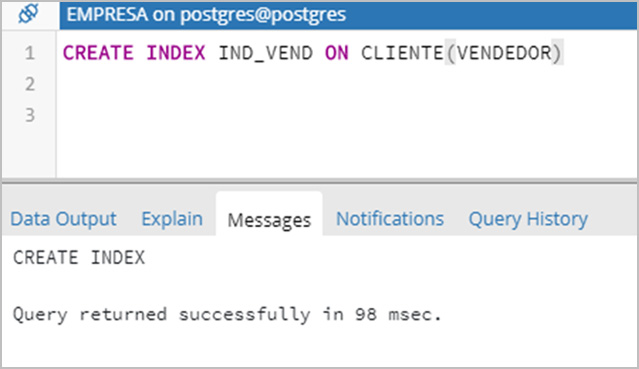 EMPRESA on postgres@postgres
1 CREATE INDEX IND_VEND ON CLIENTE(VENDEDOR)
2
3
Data Output Explain Messages Notifications Query History
CREATE INDEX
Query returned successfully in 98 msec.